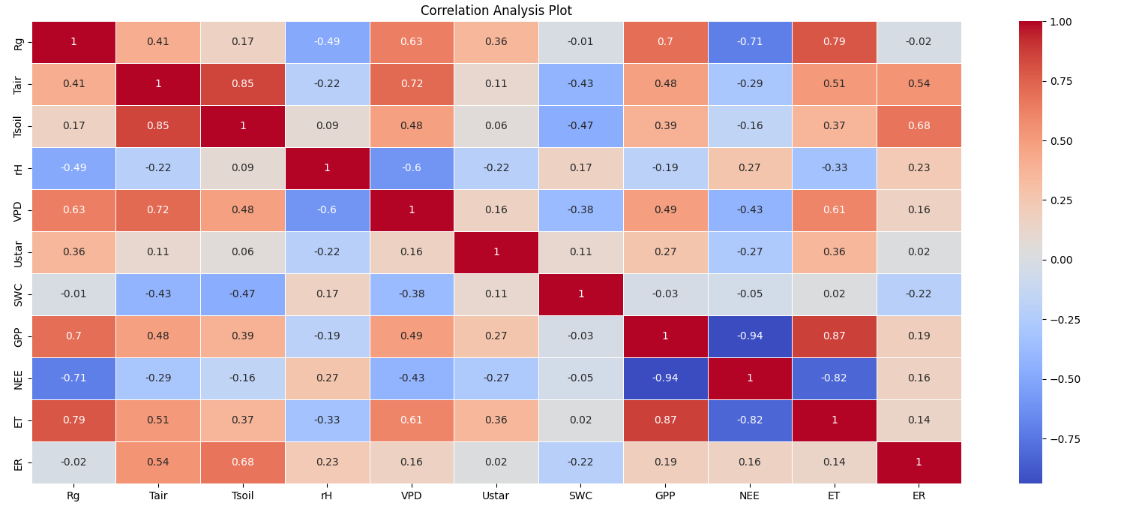 Correlation Analysis Plot
Rg 1 0.41 0.17 -0.49 0.63 0.36 -0.01 0.7 -0.71 0.79 -0.02
Tair 0.41 1 0.85 -0.22 0.72 0.11 -0.43 0.48 -0.29 0.51 0.54
Tsoil 0.17 0.85 1 0.09 0.48 0.06 -0.47 0.39 -0.16 0.37 0.68
rH -0.49 -0.22 0.09 1 -0.6 -0.22 0.17 -0.19 0.27 -0.33 0.23
VPD 0.63 0.72 0.48 -0.6 1 0.16 -0.38 0.49 -0.43 0.61 0.16
Ustar 0.36 0.11 0.06 -0.22 0.16 1 0.11 0.27 -0.27 0.36 0.02
SWC -0.01 -0.43 -0.47 0.17 -0.38 0.11 1 -0.03 -0.05 0.02 -0.22
GPP 0.7 0.48 0.39 -0.19 0.49 0.27 -0.03 1 -0.94 0.87 0.19
NEE -0.71 -0.29 -0.16 0.27 -0.43 -0.27 -0.05 -0.94 1 -0.82 0.16
ET 0.79 0.51 0.37 -0.33 0.61 0.36 0.02 0.87 -0.82 1 0.14
ER -0.02 0.54 0.68 0.23 0.16 0.02 -0.22 0.19 0.16 0.14 1
Rg Tair Tsoil rH VPD Ustar SWC GPP NEE ET ER
1.00
0.75
0.50
0.25
0.00
−0.25
−0.50
−0.75